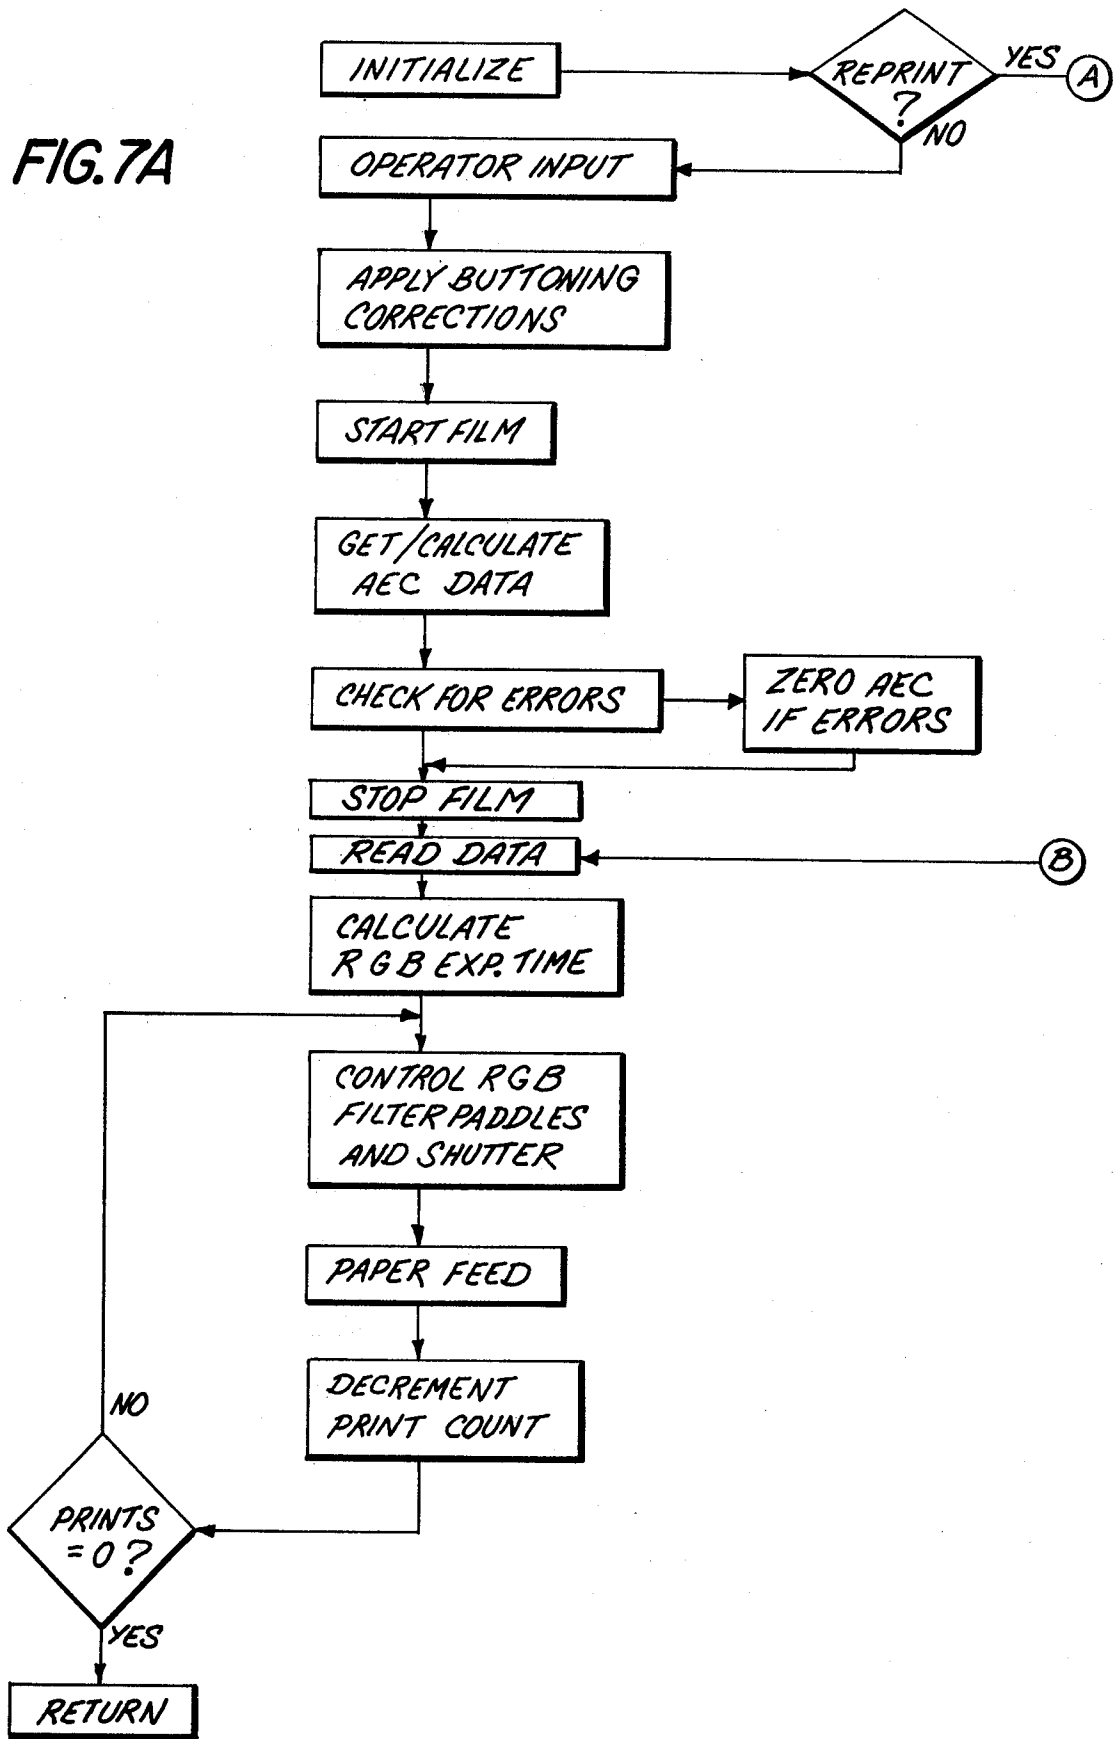 INITIALIZE
REPRINT
?
YES
A
NO
FIG.7A
OPERATOR INPUT
APPLY BUTTONING
CORRECTIONS
START FILM
GET/CALCULATE
AEC DATA
CHECK FOR ERRORS
ZERO AEC
IF ERRORS
STOP FILM
READ DATA
B
CALCULATE
R G B EXP. TIME
CONTROL RGB
FILTER PADDLES
AND SHUTTER
PAPER FEED
DECREMENT
PRINT COUNT
NO
PRINTS
=0?
YES
RETURN